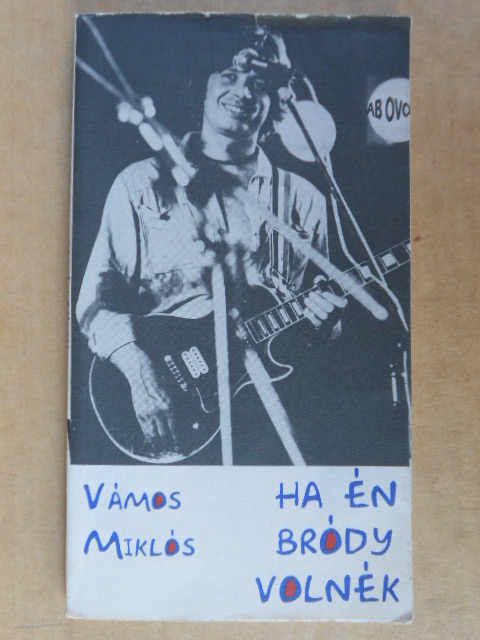 AB OVO
VÁMOS
MIKLÓS
HA ÉN
BRÓDY
VOLNÉK